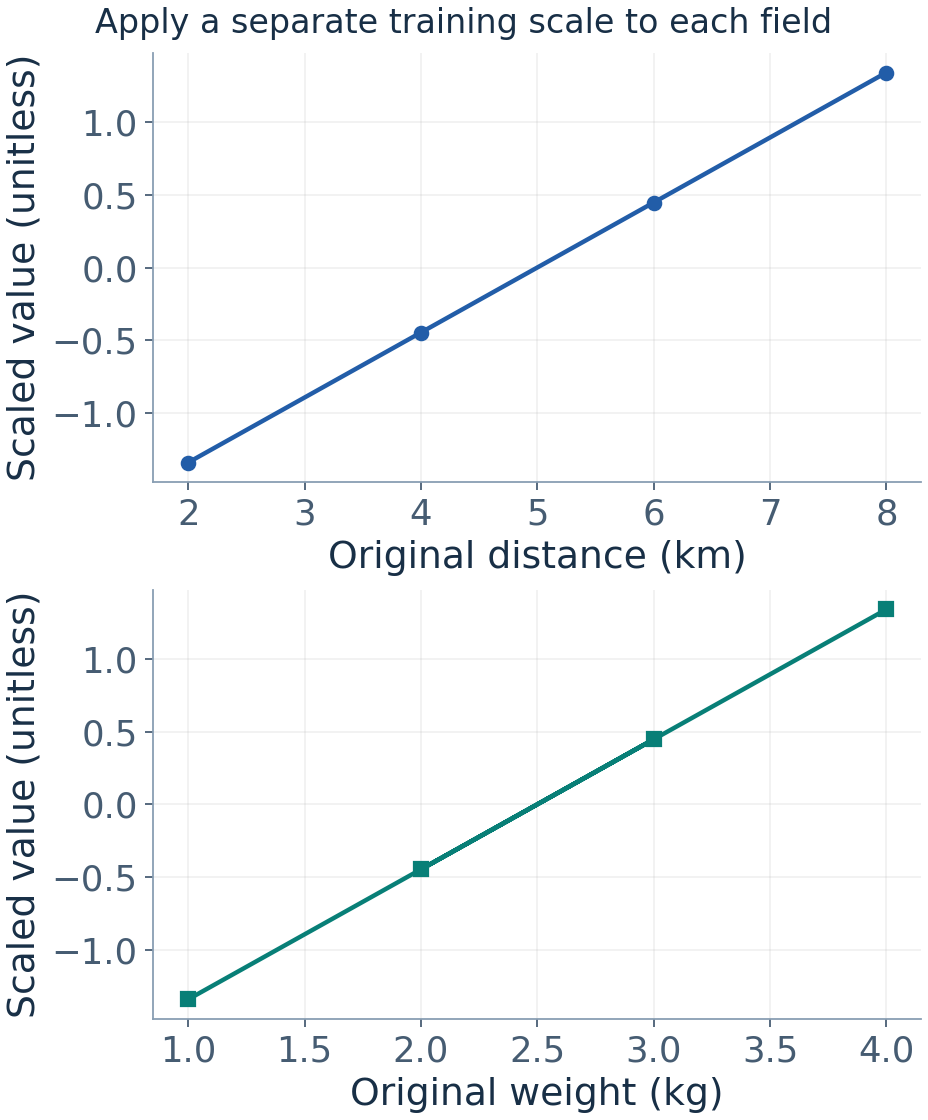 Apply a separate training scale to each field
Scaled value (unitless)
1.0
0.5
0.0
−0.5
−1.0
2 3 4 5 6 7 8
Original distance (km)
Scaled value (unitless)
1.0
0.5
0.0
−0.5
−1.0
1.0 1.5 2.0 2.5 3.0 3.5 4.0
Original weight (kg)